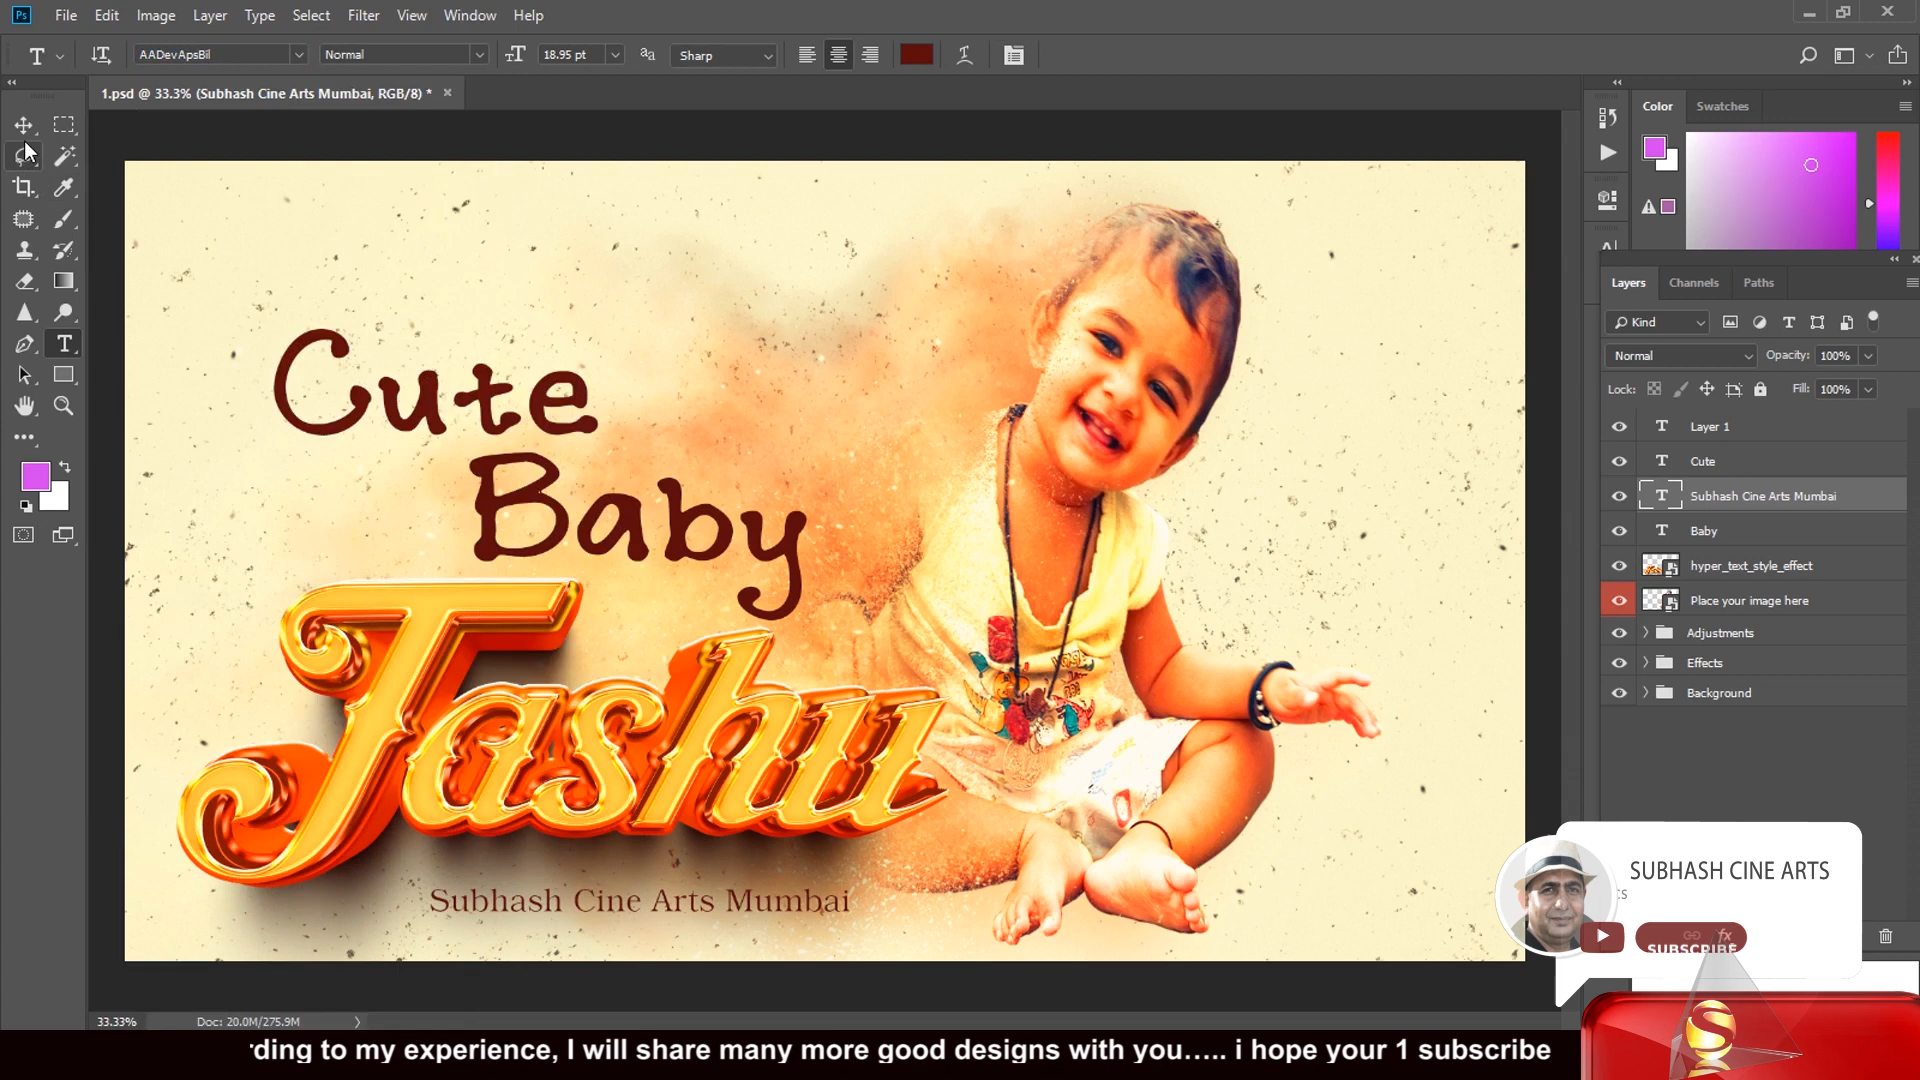 Ps File Edit Image Layer Type Select Filter View Window Help
AADevApsBil Normal 18.95 pt Sharp
1.psd @ 33.3% (Subhash Cine Arts Mumbai, RGB/8) *
Color Swatches
Layers Channels Paths
Kind
Normal Opacity: 100%
Lock: Fill: 100%
Layer 1
Cute
Subhash Cine Arts Mumbai
Baby
hyper_text_style_effect
Place your image here
Adjustments
Effects
Background
Cute
Baby
Jashu
Subhash Cine Arts Mumbai
SUBHASH CINE ARTS
SUBSCRIBE
fx
S
33.33% Doc: 20.0M/275.9M
rding to my experience, I will share many more good designs with you..... i hope your 1 subscribe